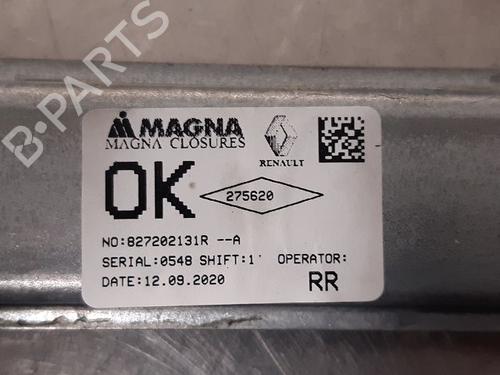 B-PARTS
MAGNA
MAGNA CLOSURES
RENAULT
OK
275620
NO:827202131R --A
SERIAL:0548 SHIFT:1 OPERATOR:
DATE:12.09.2020
RR